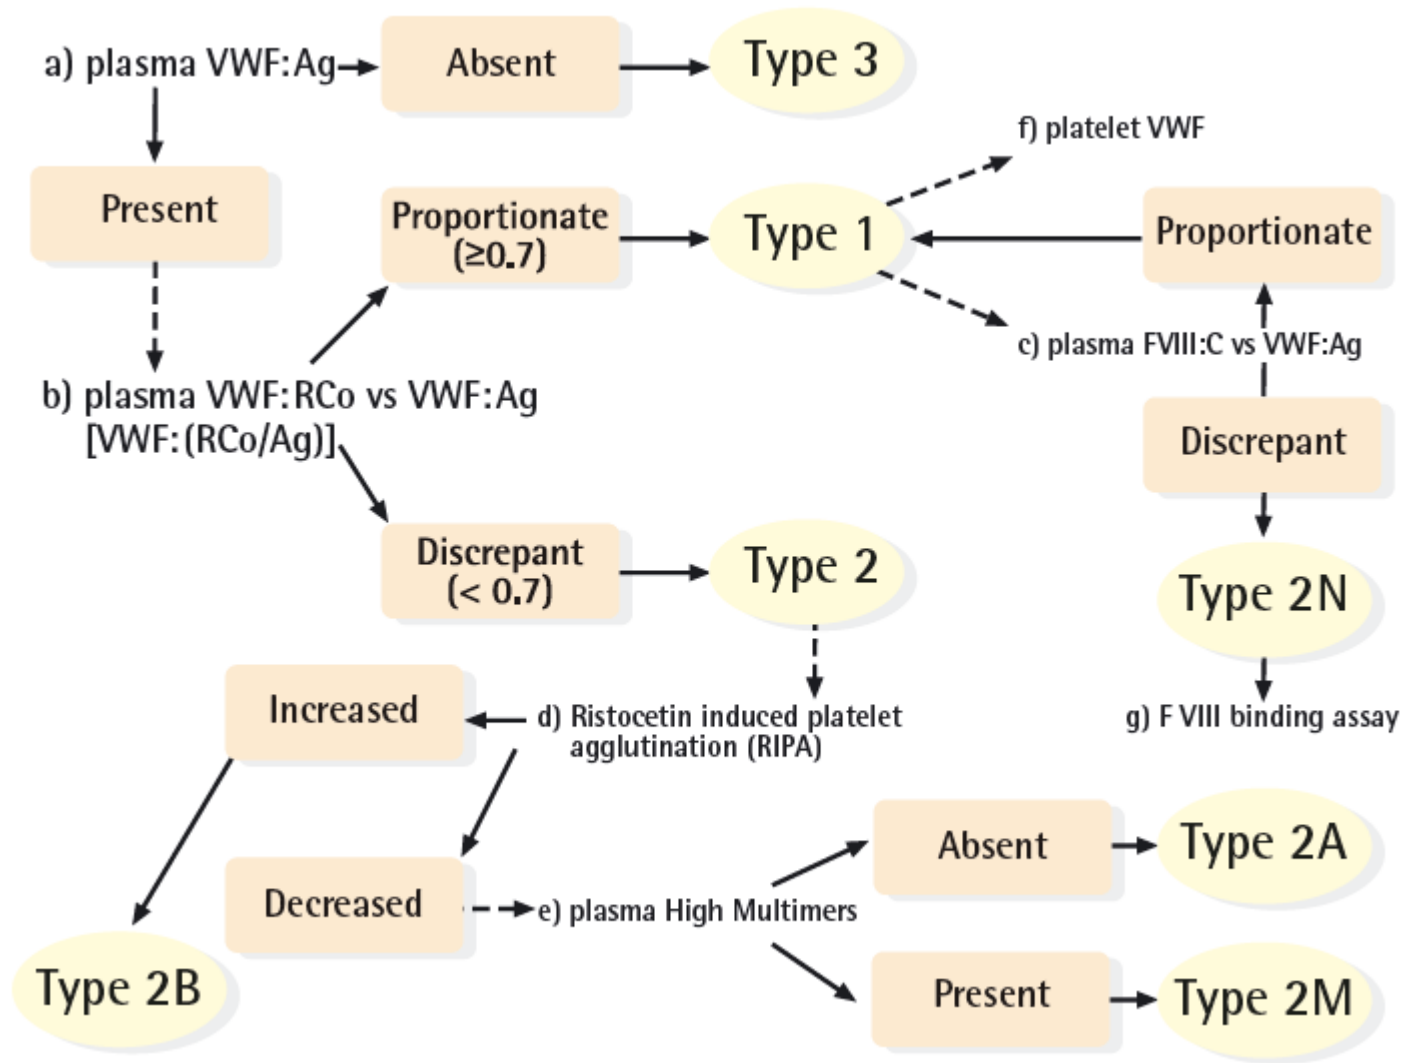 a) plasma VWF:Ag
Absent
Type 3
f) platelet VWF
Present
Proportionate
(≥0.7)
Type 1
Proportionate
c) plasma FVIII:C vs VWF:Ag
b) plasma VWF:RCo vs VWF:Ag
[VWF:(RCo/Ag)]
Discrepant
Discrepant
(< 0.7)
Type 2
Type 2N
Increased
d) Ristocetin induced platelet
agglutination (RIPA)
g) F VIII binding assay
Absent
Type 2A
Decreased
e) plasma High Multimers
Type 2B
Present
Type 2M